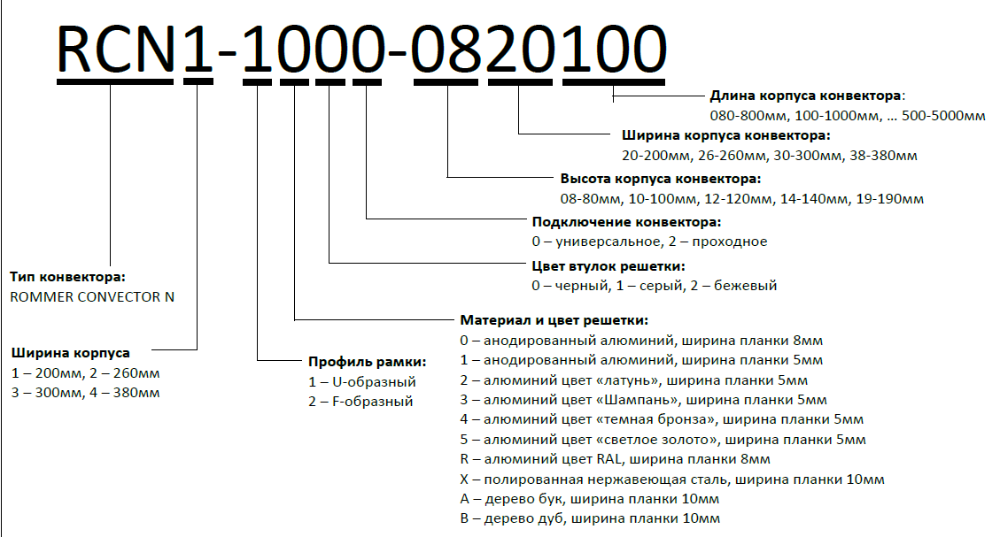 RCN1-1000-0820100
Длина корпуса конвектора:
080-800мм, 100-1000мм, ... 500-5000мм
Ширина корпуса конвектора:
20-200мм, 26-260мм, 30-300мм, 38-380мм
Высота корпуса конвектора:
08-80мм, 10-100мм, 12-120мм, 14-140мм, 19-190мм
Подключение конвектора:
0 – универсальное, 2 – проходное
Цвет втулок решетки:
0 – черный, 1 – серый, 2 – бежевый
Тип конвектора:
ROMMER CONVECTOR N
Ширина корпуса
1 – 200мм, 2 – 260мм
3 – 300мм, 4 – 380мм
Профиль рамки:
1 – U-образный
2 – F-образный
Материал и цвет решетки:
0 – анодированный алюминий, ширина планки 8мм
1 – анодированный алюминий, ширина планки 5мм
2 – алюминий цвет «латунь», ширина планки 5мм
3 – алюминий цвет «Шампань», ширина планки 5мм
4 – алюминий цвет «темная бронза», ширина планки 5мм
5 – алюминий цвет «светлое золото», ширина планки 5мм
R – алюминий цвет RAL, ширина планки 8мм
X – полированная нержавеющая сталь, ширина планки 10мм
A – дерево бук, ширина планки 10мм
B – дерево дуб, ширина планки 10мм